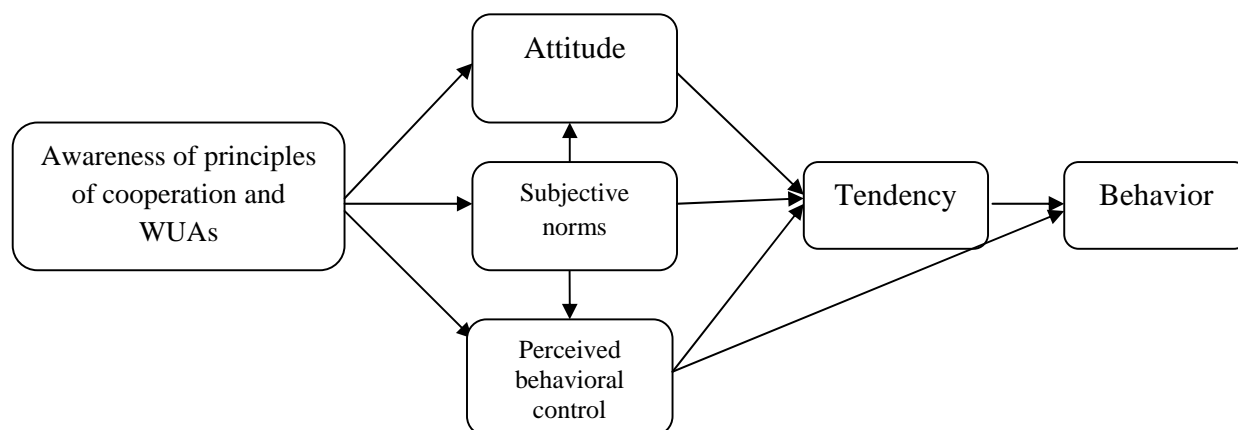 Attitude
Awareness of principles
of cooperation and
WUAs
Subjective
norms
Tendency
Behavior
Perceived
behavioral
control